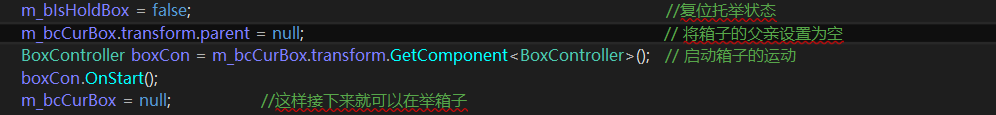 m_bIsHoldBox = false; //复位托举状态
m_bcCurBox.transform.parent = null; // 将箱子的父亲设置为空
BoxController boxCon = m_bcCurBox.transform.GetComponent<BoxController>(); // 启动箱子的运动
boxCon.OnStart();
m_bcCurBox = null; //这样接下来就可以在举箱子